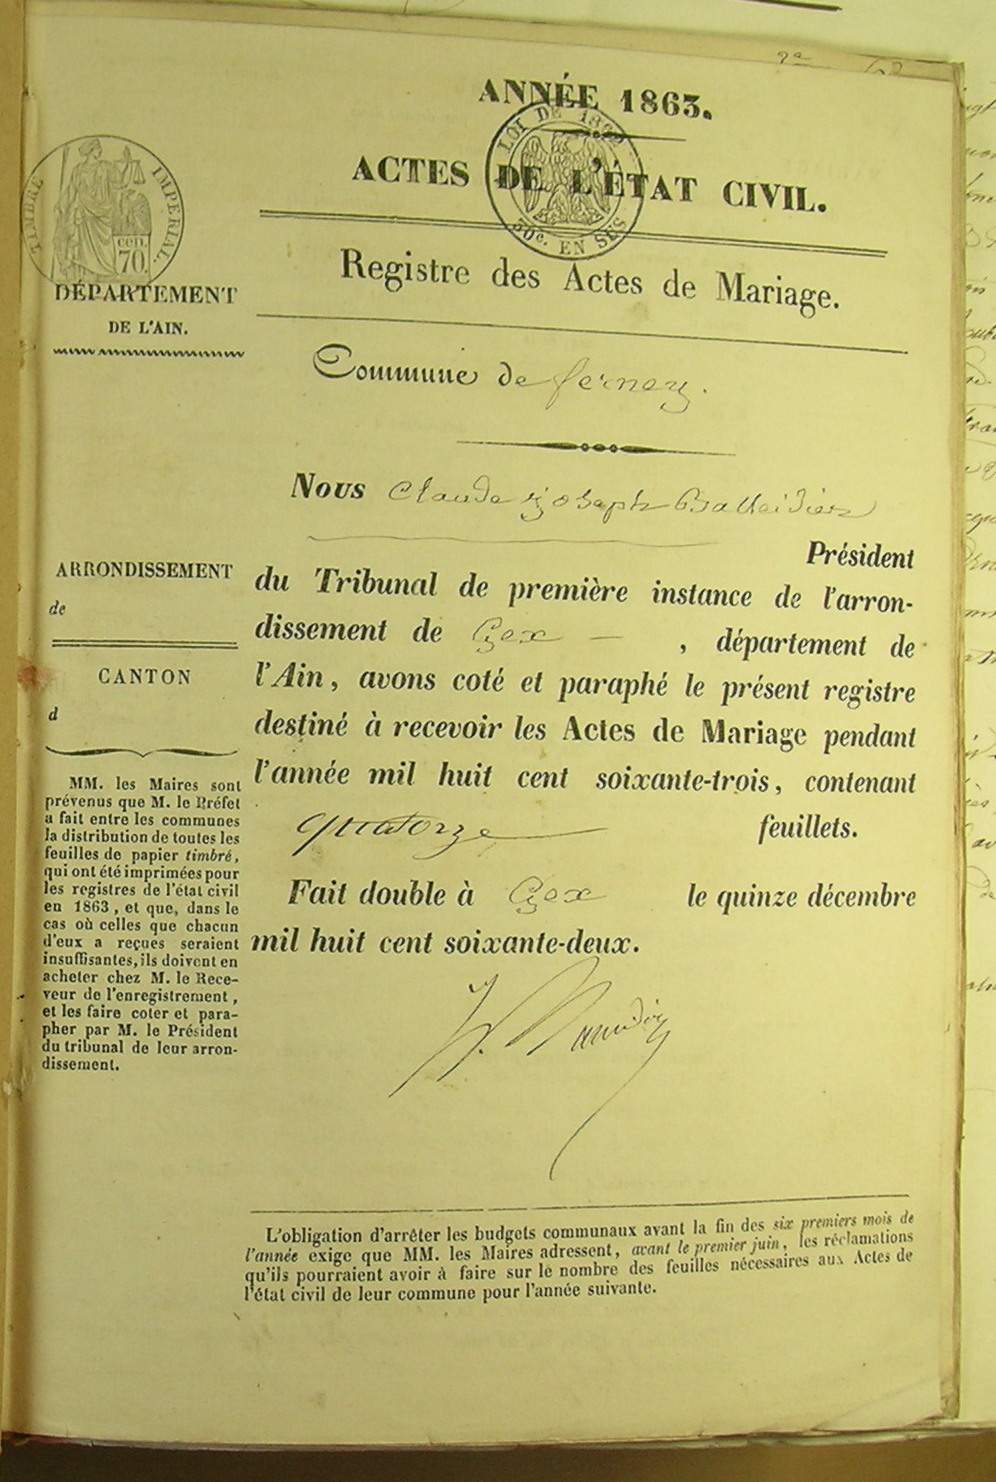 ANNÉE 1863.
LOI DE
30c. EN SUS
ACTES DE L'ÉTAT CIVIL.
TIMBRE IMPÉRIAL
cen.
70.
Registre des Actes de Mariage.
DÉPARTEMENT
DE L'AIN.
Commune de ferney.
Nous Claude joseph Balleidier
Président
du Tribunal de première instance de l'arron-
dissement de Gex — , département de
l'Ain, avons coté et paraphé le présent registre
destiné à recevoir les Actes de Mariage pendant
l'année mil huit cent soixante-trois, contenant
quatorze feuillets.
Fait double à Gex le quinze décembre
mil huit cent soixante-deux.
ARRONDISSEMENT
de
CANTON
d
MM. les Maires sont
prévenus que M. le Préfet
a fait entre les communes
la distribution de toutes les
feuilles de papier timbré,
qui ont été imprimées pour
les registres de l'état civil
en 1863, et que, dans le
cas où celles que chacun
d'eux a reçues seraient
insuffisantes, ils doivent en
acheter chez M. le Rece-
veur de l'enregistrement,
et les faire coter et para-
pher par M. le Président
du tribunal de leur arron-
dissement.
L'obligation d'arrêter les budgets communaux avant la fin des six premiers mois de
l'année exige que MM. les Maires adressent, avant le premier juin, les réclamations
qu'ils pourraient avoir à faire sur le nombre des feuilles nécessaires aux Actes de
l'état civil de leur commune pour l'année suivante.